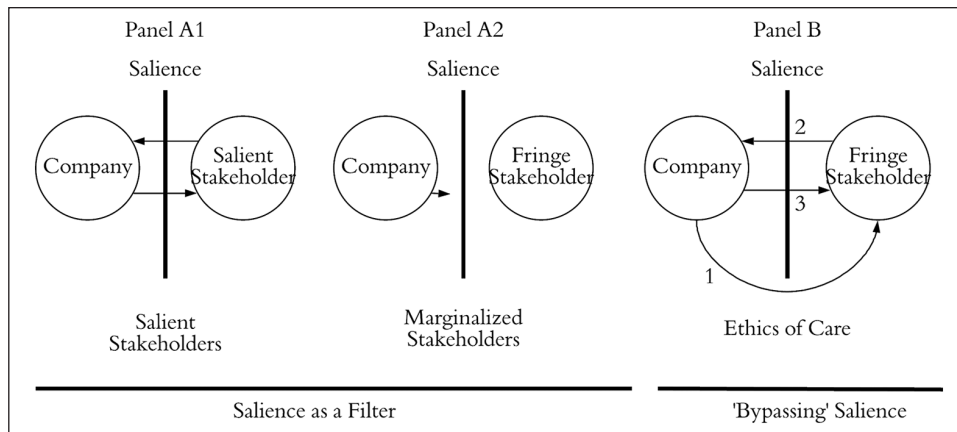 Panel A1
Salience
Company
Salient
Stakeholder
Salient
Stakeholders
Panel A2
Salience
Company
Fringe
Stakeholder
Marginalized
Stakeholders
Salience as a Filter
Panel B
Salience
Company
2
Fringe
Stakeholder
3
1
Ethics of Care
'Bypassing' Salience